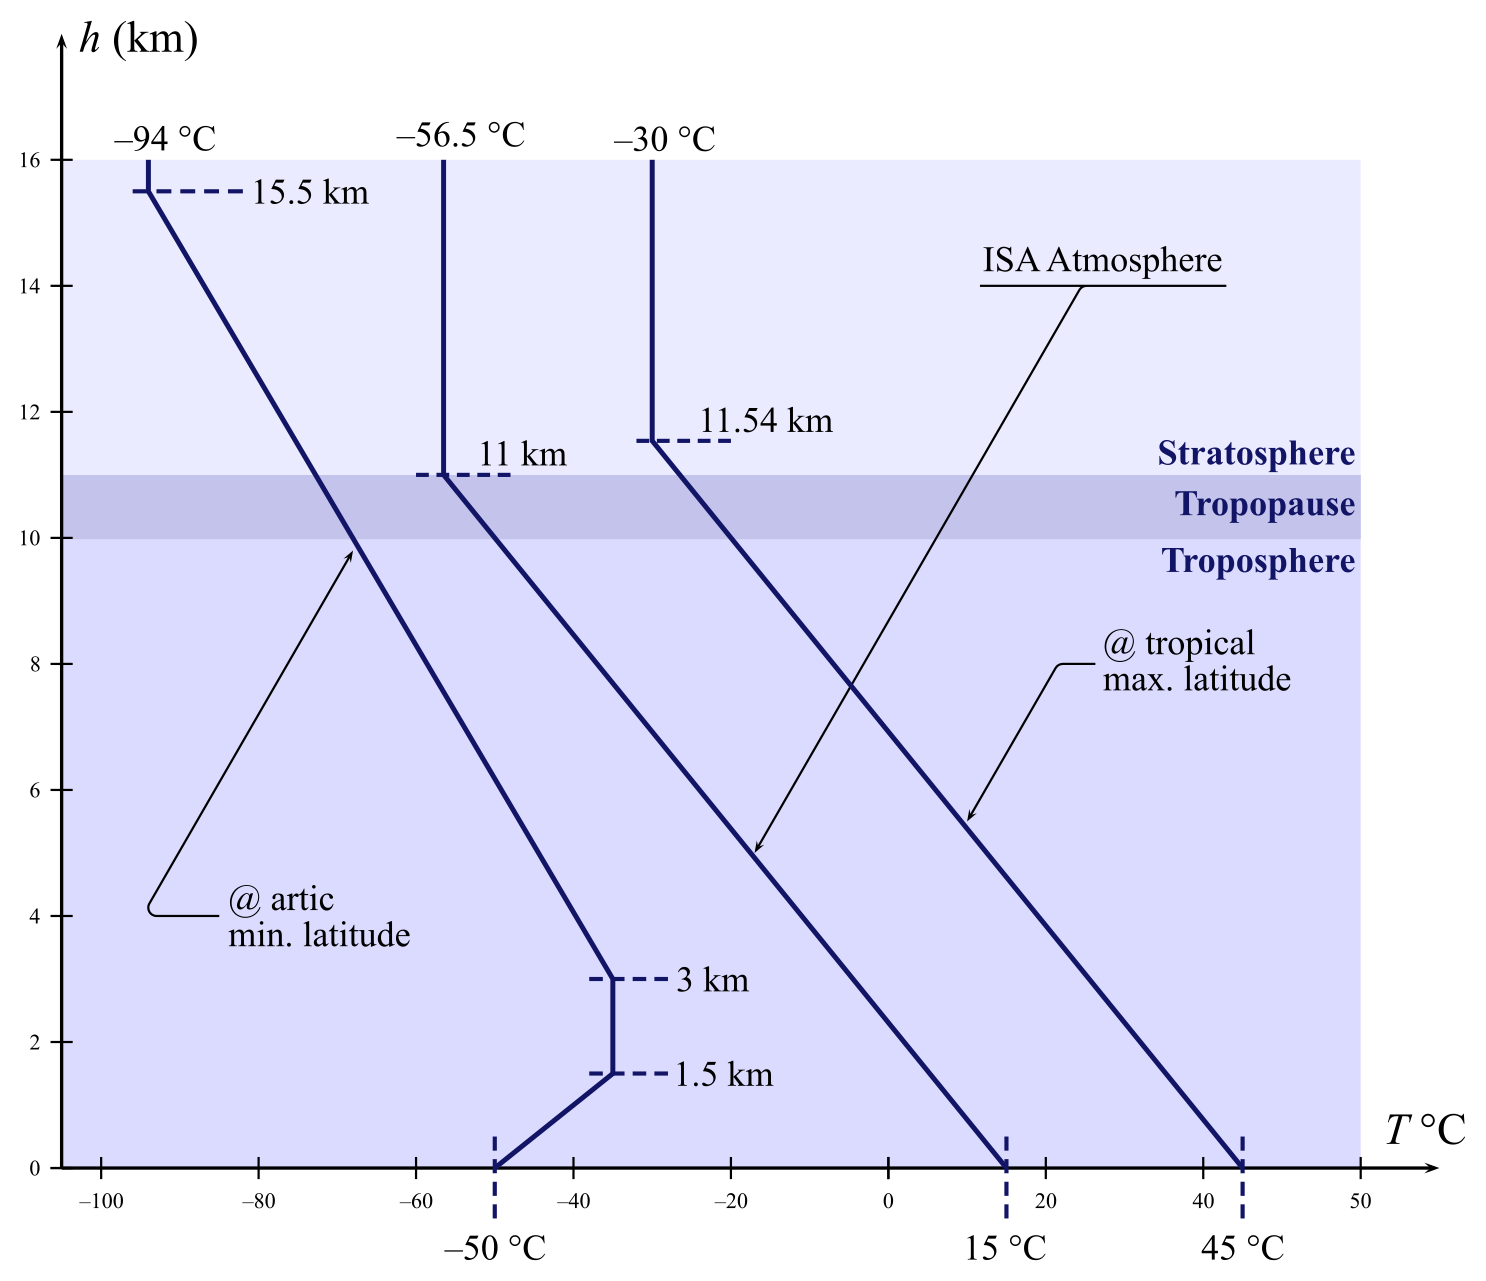 h (km)
–94 °C
–56.5 °C
–30 °C
16
15.5 km
ISA Atmosphere
14
12
11.54 km
11 km
Stratosphere
Tropopause
10
Troposphere
@ tropical
max. latitude
8
6
@ artic
min. latitude
4
3 km
2
1.5 km
T °C
0
–100
–80
–60
–40
–20
0
20
40
50
–50 °C
15 °C
45 °C